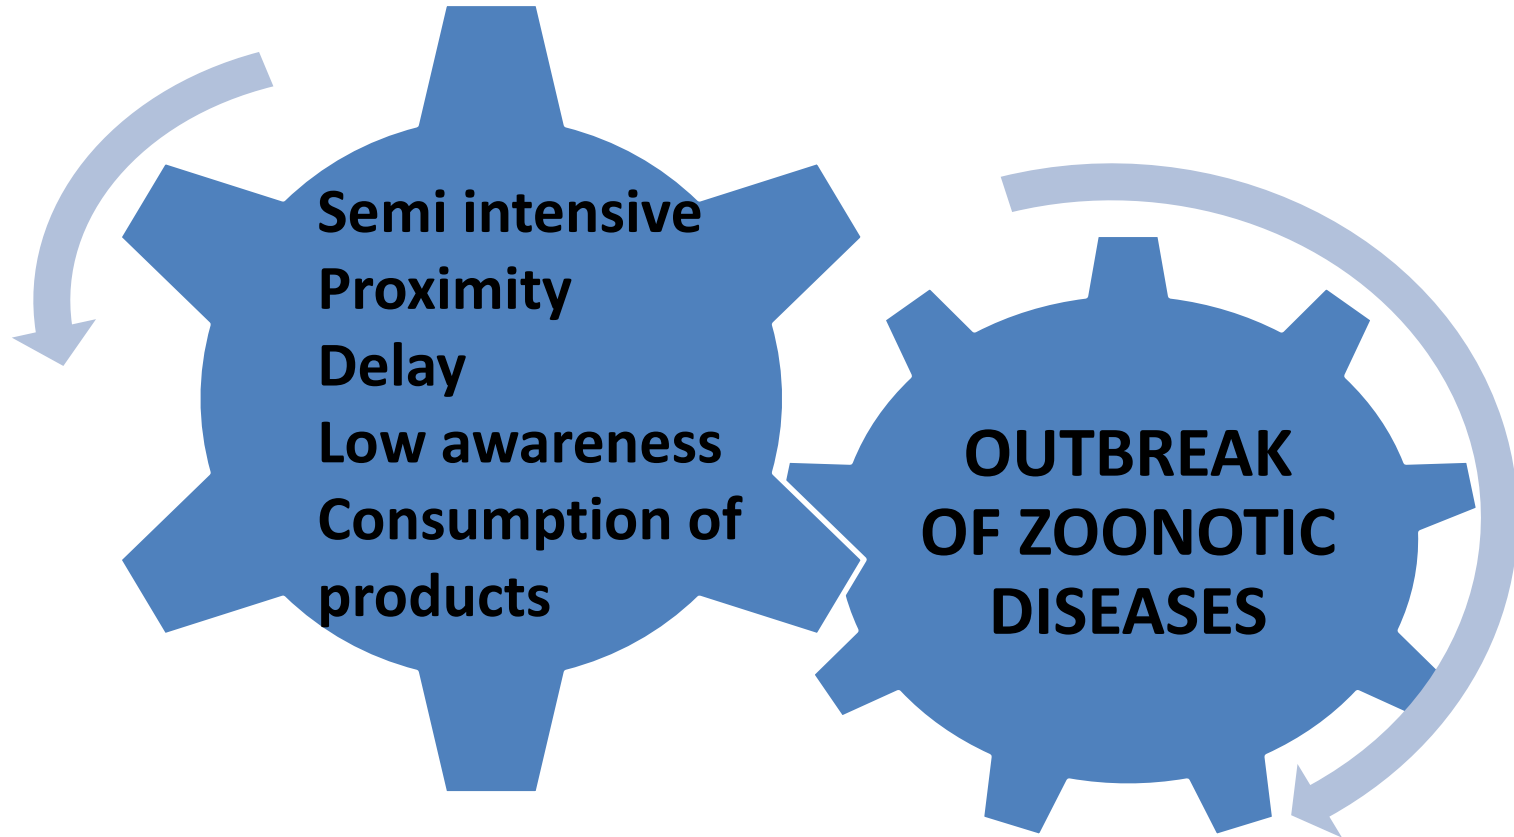 Semi intensive
Proximity
Delay
Low awareness
Consumption of
products
OUTBREAK
OF ZOONOTIC
DISEASES